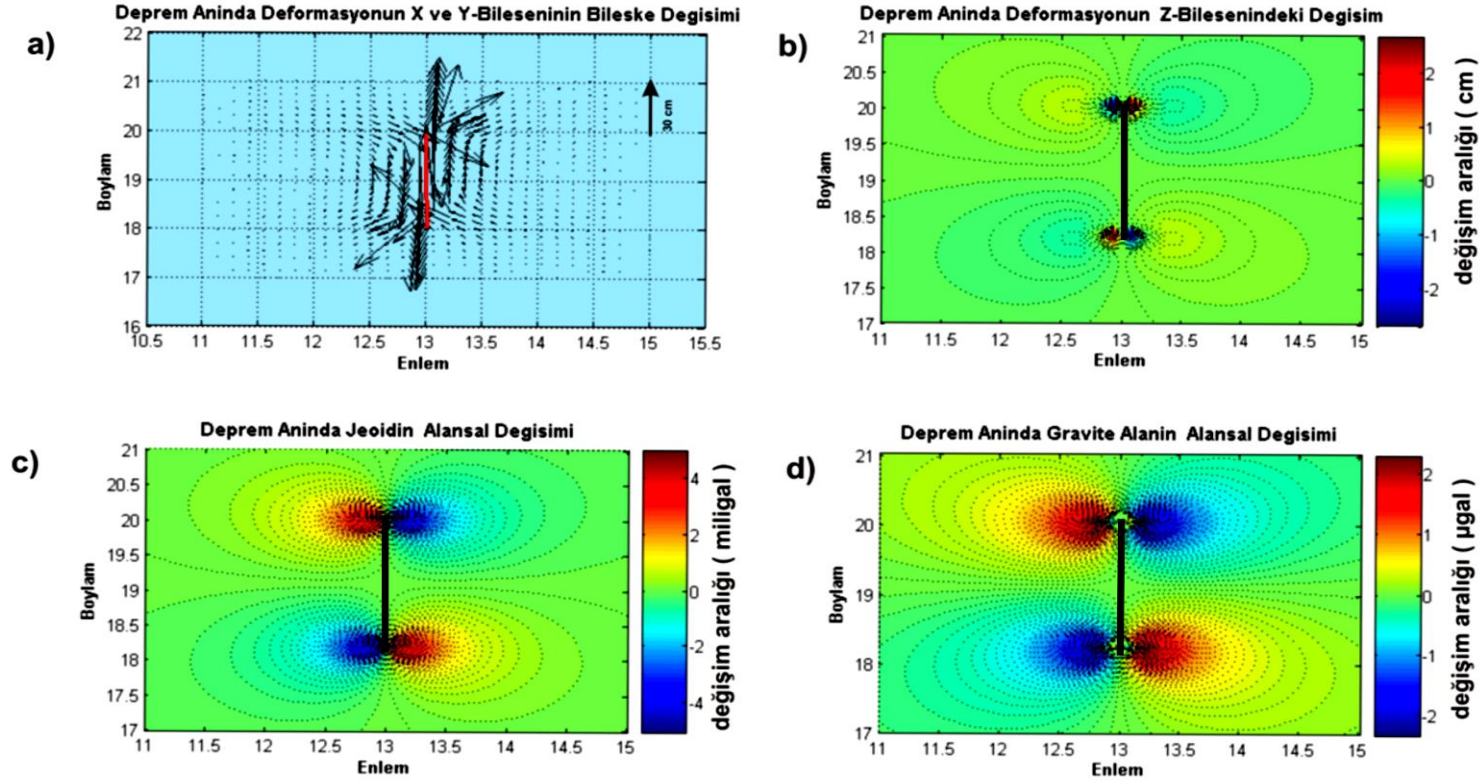 a)
Deprem Aninda Deformasyonun X ve Y-Bileseninin Bileske Degisimi
22
21
20
19
18
17
16
Boylam
30 cm
10.5 11 11.5 12 12.5 13 13.5 14 14.5 15 15.5
Enlem
b)
Deprem Aninda Deformasyonun Z-Bilesenindeki Degisim
21
20.5
20
19.5
19
18.5
18
17.5
17
Boylam
11 11.5 12 12.5 13 13.5 14 14.5 15
Enlem
2
1
0
-1
-2
değişim aralığı ( cm )
c)
Deprem Aninda Jeoidin Alansal Degisimi
21
20.5
20
19.5
19
18.5
18
17.5
17
Boylam
11 11.5 12 12.5 13 13.5 14 14.5 15
Enlem
4
2
0
-2
-4
değişim aralığı ( miligal )
d)
Deprem Aninda Gravite Alanin Alansal Degisimi
21
20
19
18
17
Boylam
11 11.5 12 12.5 13 13.5 14 14.5 15
Enlem
2
1
0
-1
-2
değişim aralığı ( µgal )